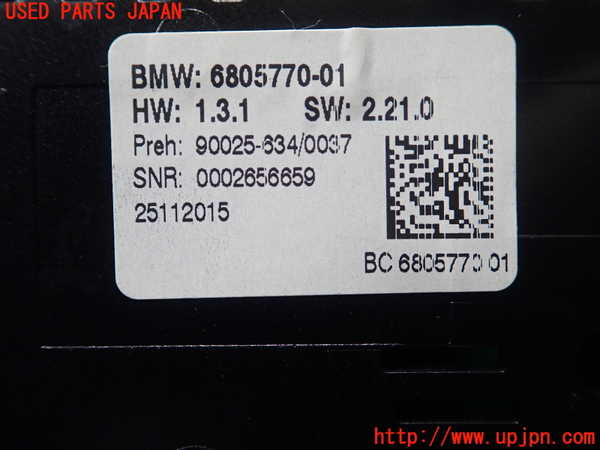 USED PARTS JAPAN
BMW: 6805770-01
HW: 1.3.1 SW: 2.21.0
Preh: 90025-634/0037
SNR: 0002656659
25112015
BC 6805770 01
UPJ
http://www.upjpn.com/